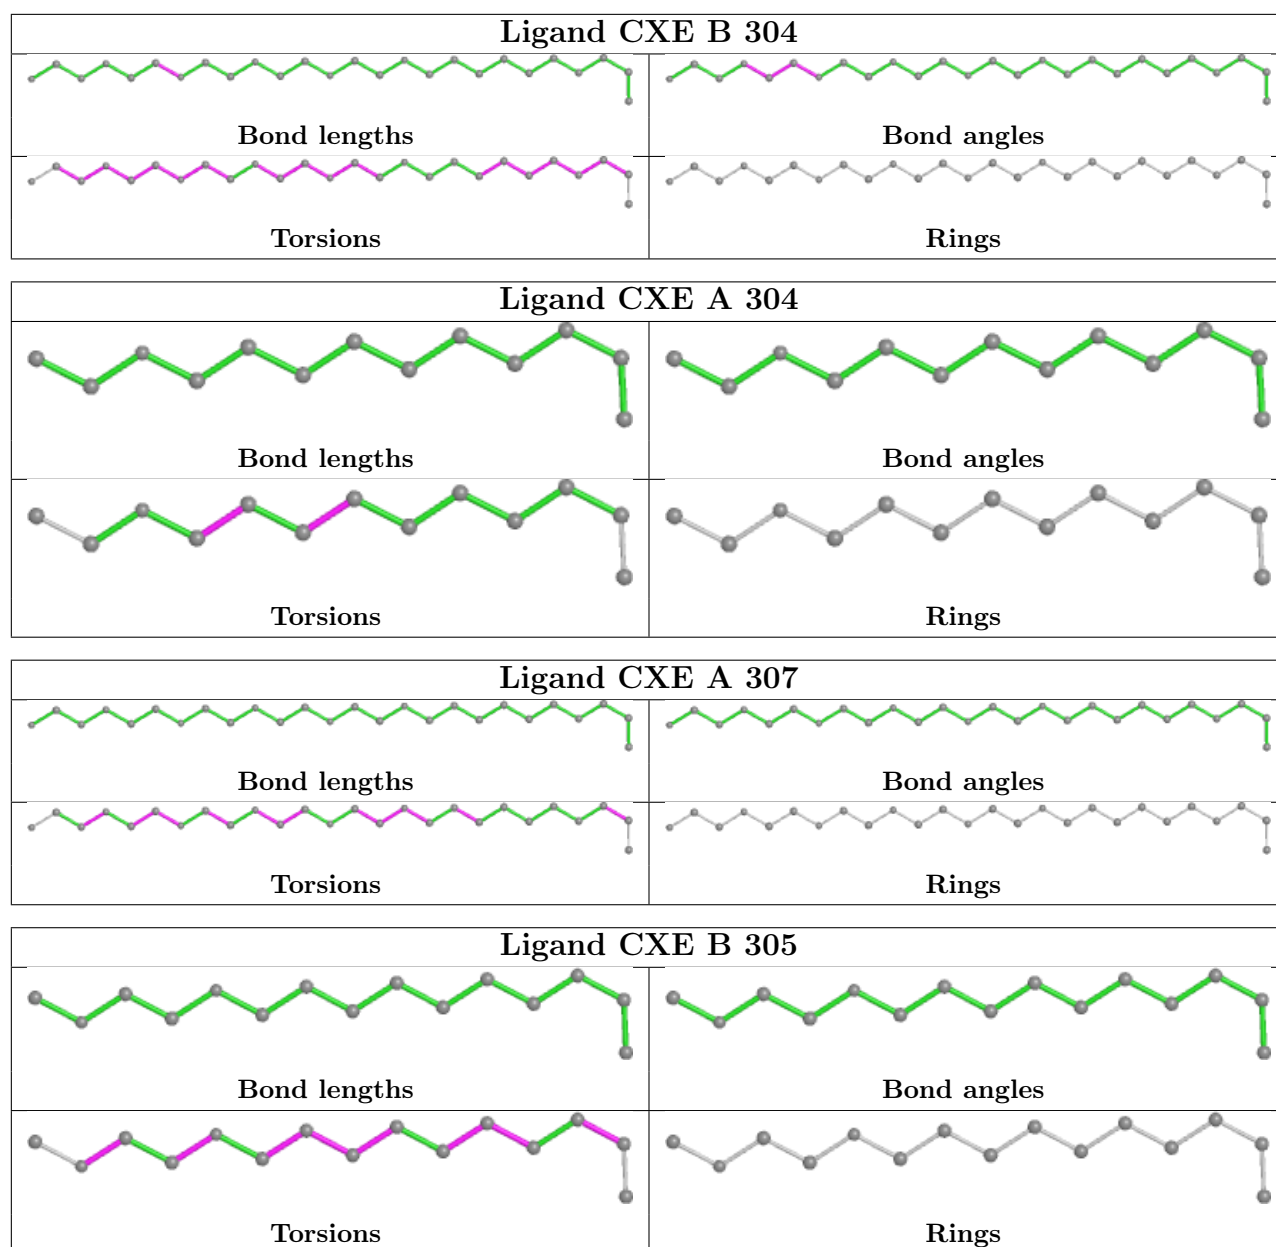 Ligand CXE B 304
Bond lengths
Bond angles
Torsions
Rings
Ligand CXE A 304
Bond lengths
Bond angles
Torsions
Rings
Ligand CXE A 307
Bond lengths
Bond angles
Torsions
Rings
Ligand CXE B 305
Bond lengths
Bond angles
Torsions
Rings